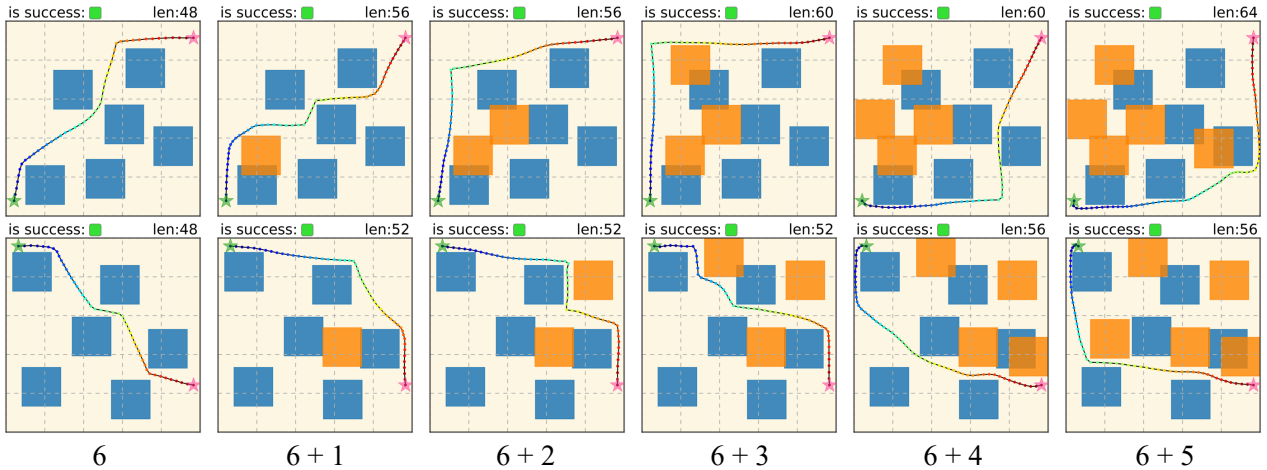 is success: len:48 is success: len:56 is success: len:56 is success: len:60 is success: len:60 is success: len:64
is success: len:48 is success: len:52 is success: len:52 is success: len:52 is success: len:56 is success: len:56
6 6 + 1 6 + 2 6 + 3 6 + 4 6 + 5